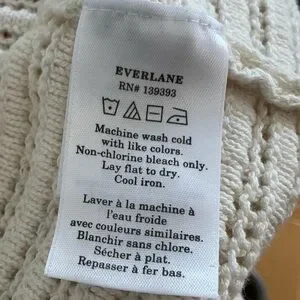 EVERLANE
RN# 139393
Machine wash cold
with like colors.
Non-chlorine bleach only.
Lay flat to dry.
Cool iron.
Laver à la machine à
l'eau froide
avec couleurs similaires.
Blanchir sans chlore.
Sécher à plat.
Repasser à fer bas.